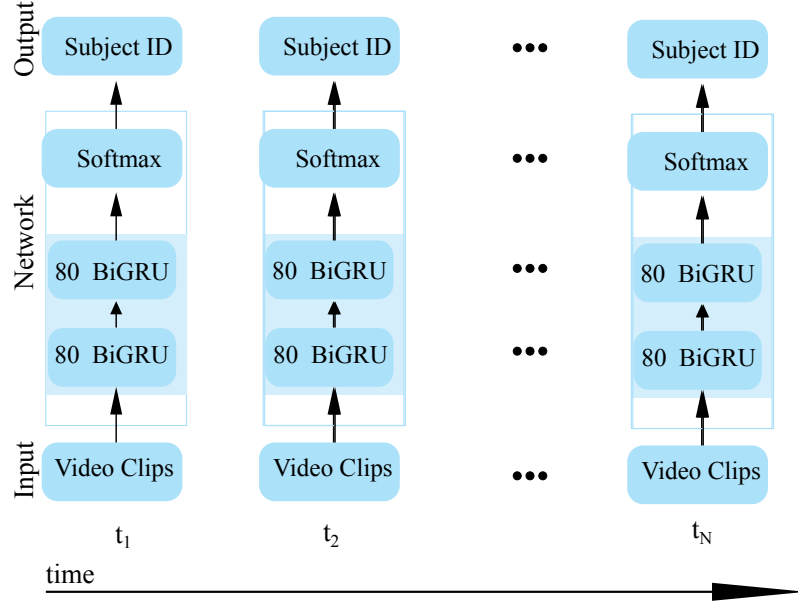 Output
Subject ID
Subject ID
•••
Subject ID
Network
Softmax
Softmax
•••
Softmax
80 BiGRU
80 BiGRU
•••
80 BiGRU
80 BiGRU
80 BiGRU
•••
80 BiGRU
Input
Video Clips
Video Clips
•••
Video Clips
t1
t2
tN
time